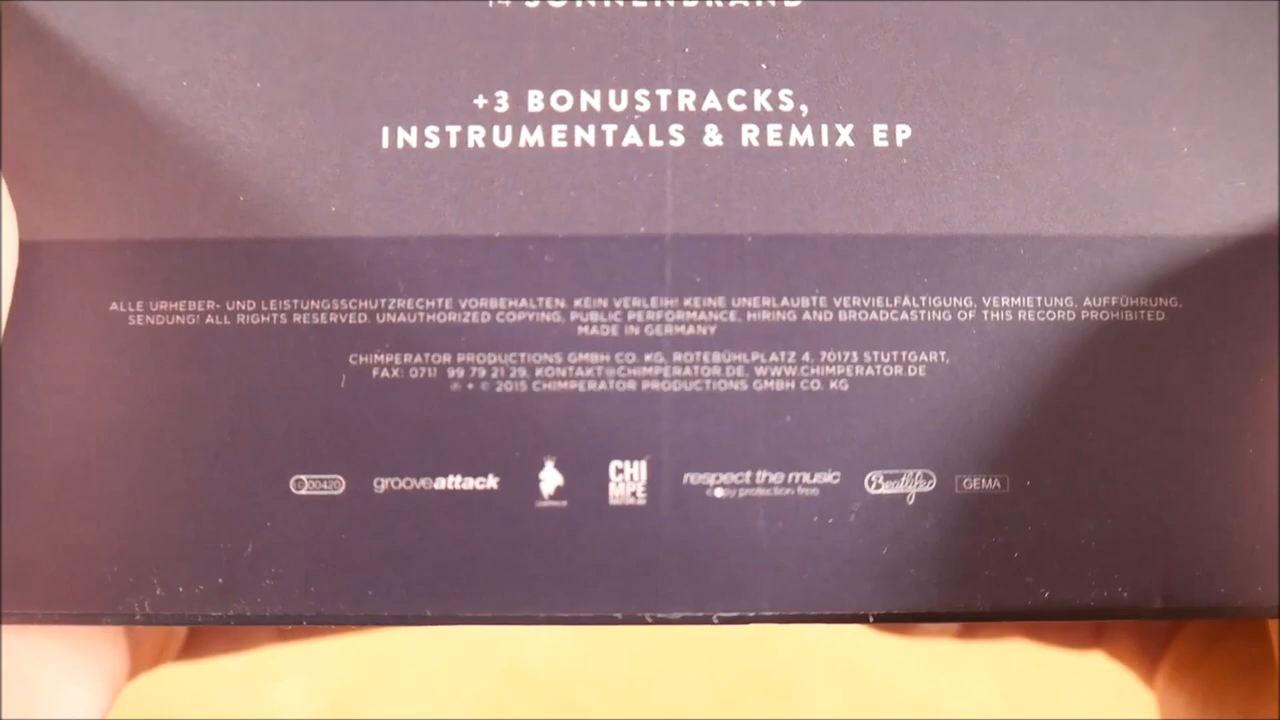 14 SONNENBRAND
+3 BONUSTRACKS,
INSTRUMENTALS & REMIX EP
ALLE URHEBER- UND LEISTUNGSSCHUTZRECHTE VORBEHALTEN. KEIN VERLEIH! KEINE UNERLAUBTE VERVIELFÄLTIGUNG, VERMIETUNG, AUFFÜHRUNG,
SENDUNG! ALL RIGHTS RESERVED. UNAUTHORIZED COPYING, PUBLIC PERFORMANCE, HIRING AND BROADCASTING OF THIS RECORD PROHIBITED.
MADE IN GERMANY
CHIMPERATOR PRODUCTIONS GMBH CO. KG, ROTEBÜHLPLATZ 4, 70173 STUTTGART,
FAX: 0711 99 79 21 29, KONTAKT@CHIMPERATOR.DE, WWW.CHIMPERATOR.DE
℗ + © 2015 CHIMPERATOR PRODUCTIONS GMBH CO. KG
LC 00420 grooveattack CHI MPE respect the music copy protection free GEMA